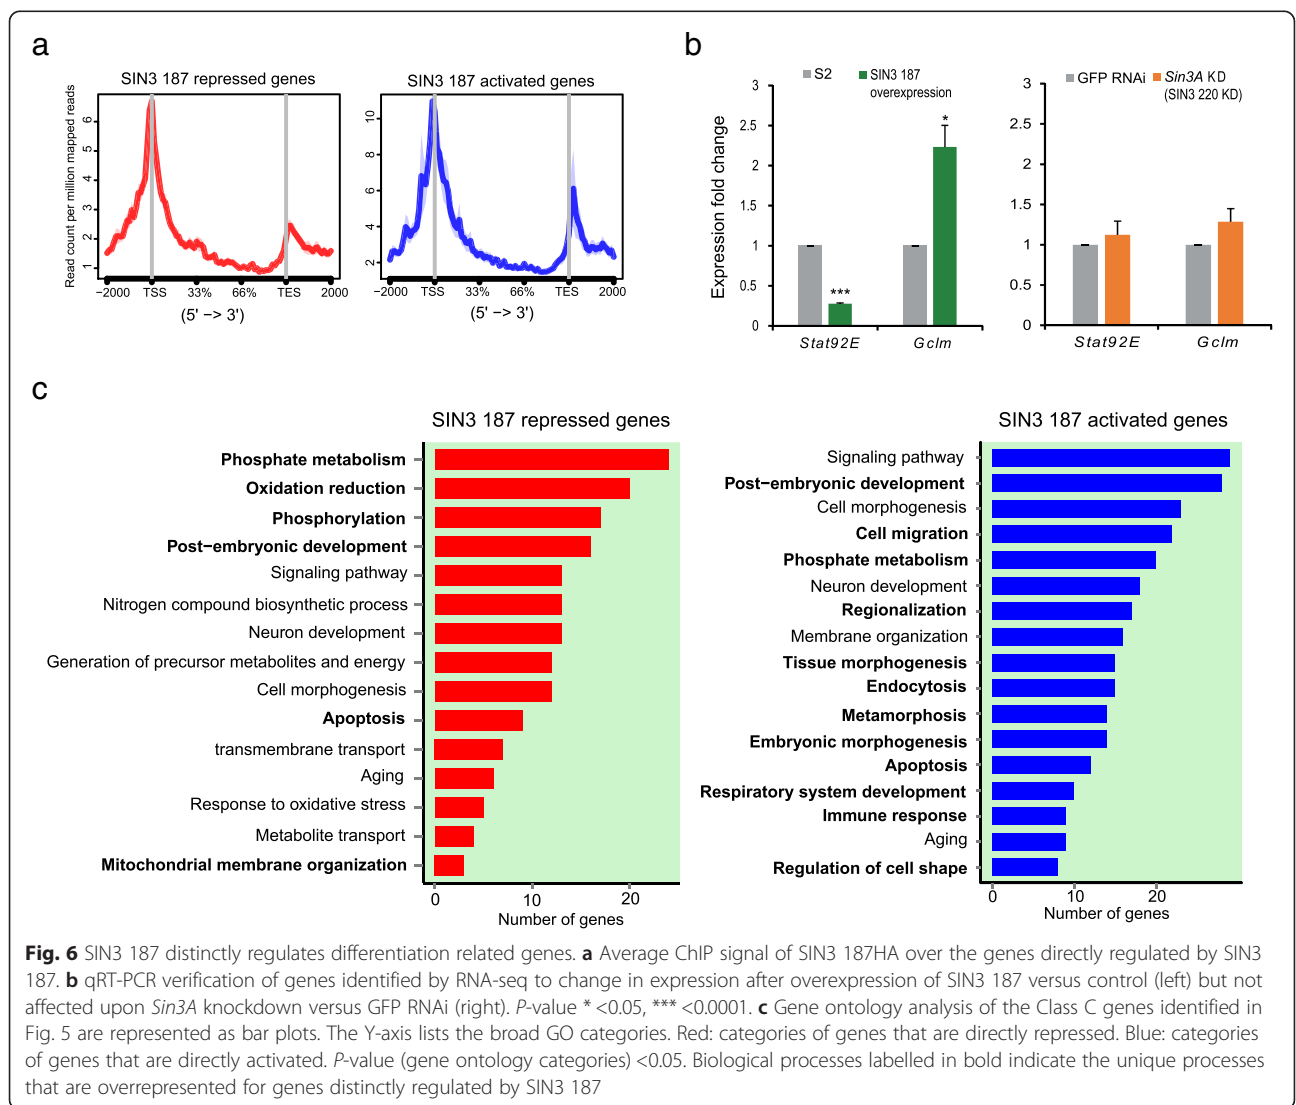 a
SIN3 187 repressed genes
SIN3 187 activated genes
Read count per million mapped reads
6
5
4
3
2
1
−2000 TSS 33% 66% TES 2000
(5' −> 3')
10
8
6
4
2
−2000 TSS 33% 66% TES 2000
(5' −> 3')
b
S2
SIN3 187
overexpression
Expression fold change
3
2.5
2
1.5
1
0.5
0
***
*
Stat92E Gclm
GFP RNAi
Sin3A KD
(SIN3 220 KD)
3
2.5
2
1.5
1
0.5
0
Stat92E Gclm
c
SIN3 187 repressed genes
Phosphate metabolism
Oxidation reduction
Phosphorylation
Post−embryonic development
Signaling pathway
Nitrogen compound biosynthetic process
Neuron development
Generation of precursor metabolites and energy
Cell morphogenesis
Apoptosis
transmembrane transport
Aging
Response to oxidative stress
Metabolite transport
Mitochondrial membrane organization
0 10 20
Number of genes
SIN3 187 activated genes
Signaling pathway
Post−embryonic development
Cell morphogenesis
Cell migration
Phosphate metabolism
Neuron development
Regionalization
Membrane organization
Tissue morphogenesis
Endocytosis
Metamorphosis
Embryonic morphogenesis
Apoptosis
Respiratory system development
Immune response
Aging
Regulation of cell shape
0 10 20
Number of genes
Fig. 6 SIN3 187 distinctly regulates differentiation related genes. a Average ChIP signal of SIN3 187HA over the genes directly regulated by SIN3
187. b qRT-PCR verification of genes identified by RNA-seq to change in expression after overexpression of SIN3 187 versus control (left) but not
affected upon Sin3A knockdown versus GFP RNAi (right). P-value * <0.05, *** <0.0001. c Gene ontology analysis of the Class C genes identified in
Fig. 5 are represented as bar plots. The Y-axis lists the broad GO categories. Red: categories of genes that are directly repressed. Blue: categories
of genes that are directly activated. P-value (gene ontology categories) <0.05. Biological processes labelled in bold indicate the unique processes
that are overrepresented for genes distinctly regulated by SIN3 187